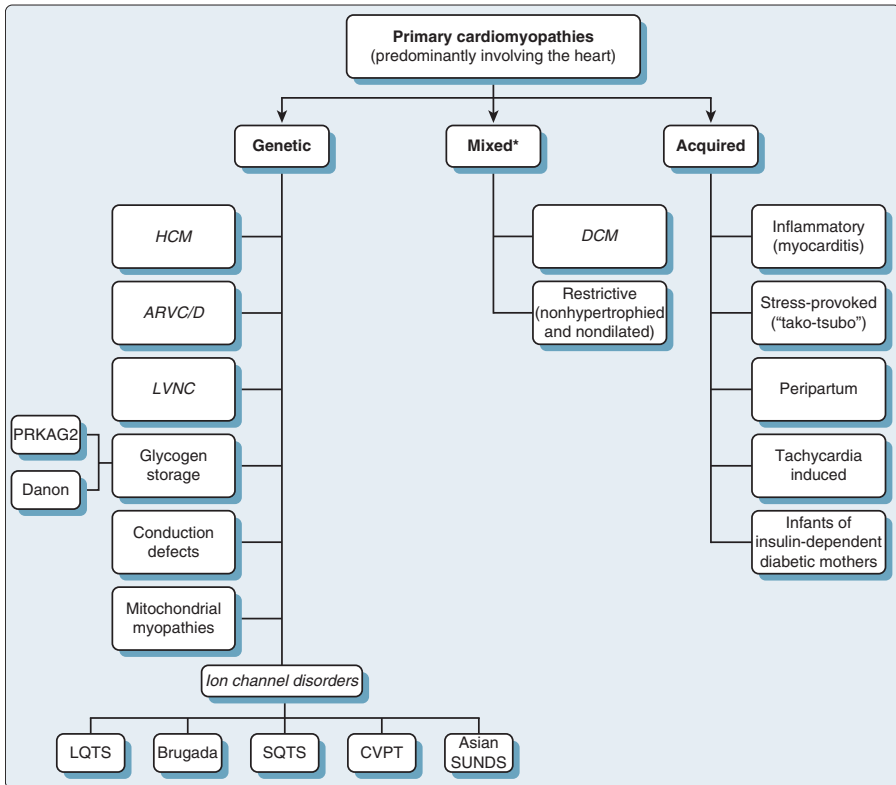 Primary cardiomyopathies
(predominantly involving the heart)
Genetic
Mixed*
Acquired
HCM
ARVC/D
LVNC
PRKAG2
Danon
Glycogen
storage
Conduction
defects
Mitochondrial
myopathies
Ion channel disorders
LQTS
Brugada
SQTS
CVPT
Asian
SUNDS
DCM
Restrictive
(nonhypertrophied
and nondilated)
Inflammatory
(myocarditis)
Stress-provoked
(“tako-tsubo”)
Peripartum
Tachycardia
induced
Infants of
insulin-dependent
diabetic mothers